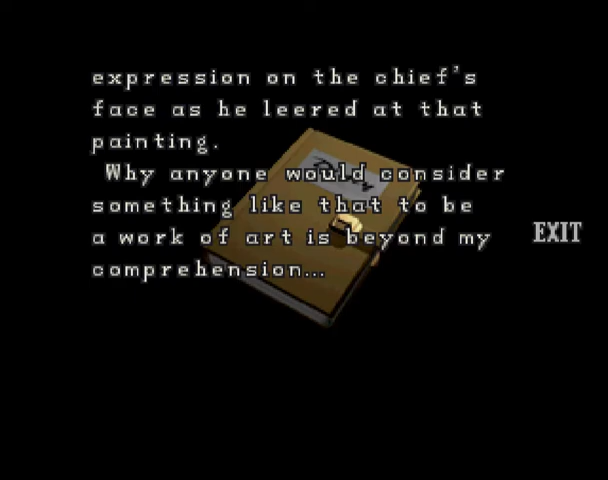 expression on the chief's
face as he leered at that
painting.
Why anyone would consider
something like that to be
a work of art is beyond my
comprehension...
EXIT
Diary